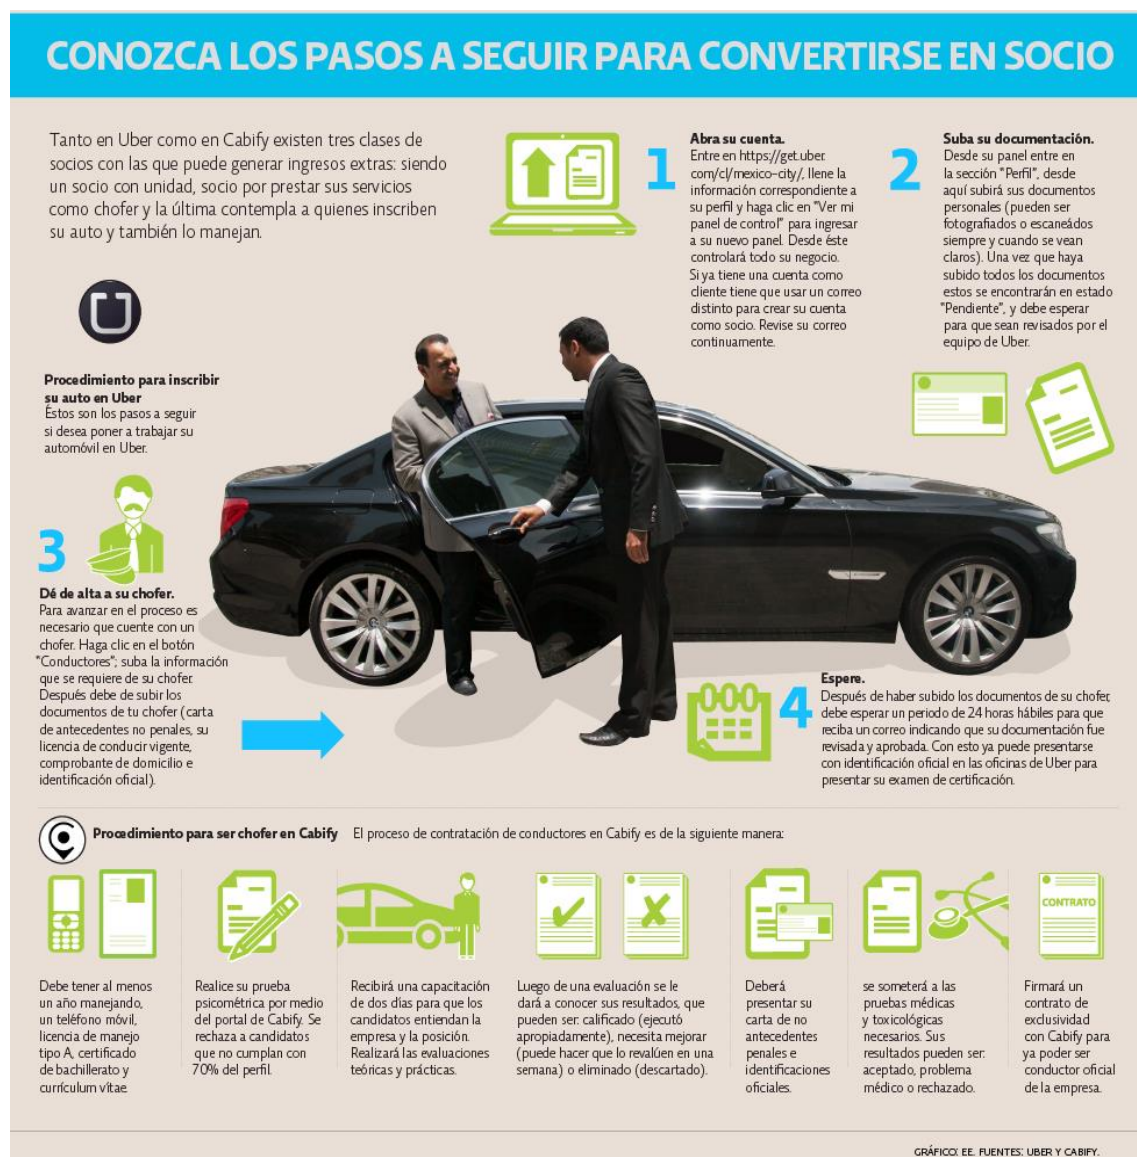 CONOZCA LOS PASOS A SEGUIR PARA CONVERTIRSE EN SOCIO
Tanto en Uber como en Cabify existen tres clases de
socios con las que puede generar ingresos extras: siendo
un socio con unidad, socio por prestar sus servicios
como chofer y la última contempla a quienes inscriben
su auto y también lo manejan.
Procedimiento para inscribir
su auto en Uber
Éstos son los pasos a seguir
si desea poner a trabajar su
automóvil en Uber.
1
Abra su cuenta.
Entre en https://get.uber.
com/cl/mexico-city/, llene la
información correspondiente a
su perfil y haga clic en "Ver mi
panel de control" para ingresar
a su nuevo panel. Desde éste
controlará todo su negocio.
Si ya tiene una cuenta como
cliente tiene que usar un correo
distinto para crear su cuenta
como socio. Revise su correo
continuamente.
2
Suba su documentación.
Desde su panel entre en
la sección "Perfil", desde
aquí subirá sus documentos
personales (pueden ser
fotografiados o escaneádos
siempre y cuando se vean
claros). Una vez que haya
subido todos los documentos
estos se encontrarán en estado
"Pendiente", y debe esperar
para que sean revisados por el
equipo de Uber.
3
Dé de alta a su chofer.
Para avanzar en el proceso es
necesario que cuente con un
chofer. Haga clic en el botón
"Conductores"; suba la información
que se requiere de su chofer.
Después debe de subir los
documentos de tu chofer (carta
de antecedentes no penales, su
licencia de conducir vigente,
comprobante de domicilio e
identificación oficial).
4
Espere.
Después de haber subido los documentos de su chofer,
debe esperar un periodo de 24 horas hábiles para que
reciba un correo indicando que su documentación fue
revisada y aprobada. Con esto ya puede presentarse
con identificación oficial en las oficinas de Uber para
presentar su examen de certificación.
Procedimiento para ser chofer en Cabify El proceso de contratación de conductores en Cabify es de la siguiente manera:
Debe tener al menos
un año manejando,
un teléfono móvil,
licencia de manejo
tipo A, certificado
de bachillerato y
currículum vítae.
Realice su prueba
psicométrica por medio
del portal de Cabify. Se
rechaza a candidatos
que no cumplan con
70% del perfil.
Recibirá una capacitación
de dos días para que los
candidatos entiendan la
empresa y la posición.
Realizará las evaluaciones
teóricas y prácticas.
Luego de una evaluación se le
dará a conocer sus resultados, que
pueden ser: calificado (ejecutó
apropiadamente), necesita mejorar
(puede hacer que lo revalúen en una
semana) o eliminado (descartado).
Deberá
presentar su
carta de no
antecedentes
penales e
identificaciones
oficiales.
se someterá a las
pruebas médicas
y toxicológicas
necesarios. Sus
resultados pueden ser:
aceptado, problema
médico o rechazado.
CONTRATO
Firmará un
contrato de
exclusividad
con Cabify para
ya poder ser
conductor oficial
de la empresa.
GRÁFICO: EE. FUENTES: UBER Y CABIFY.